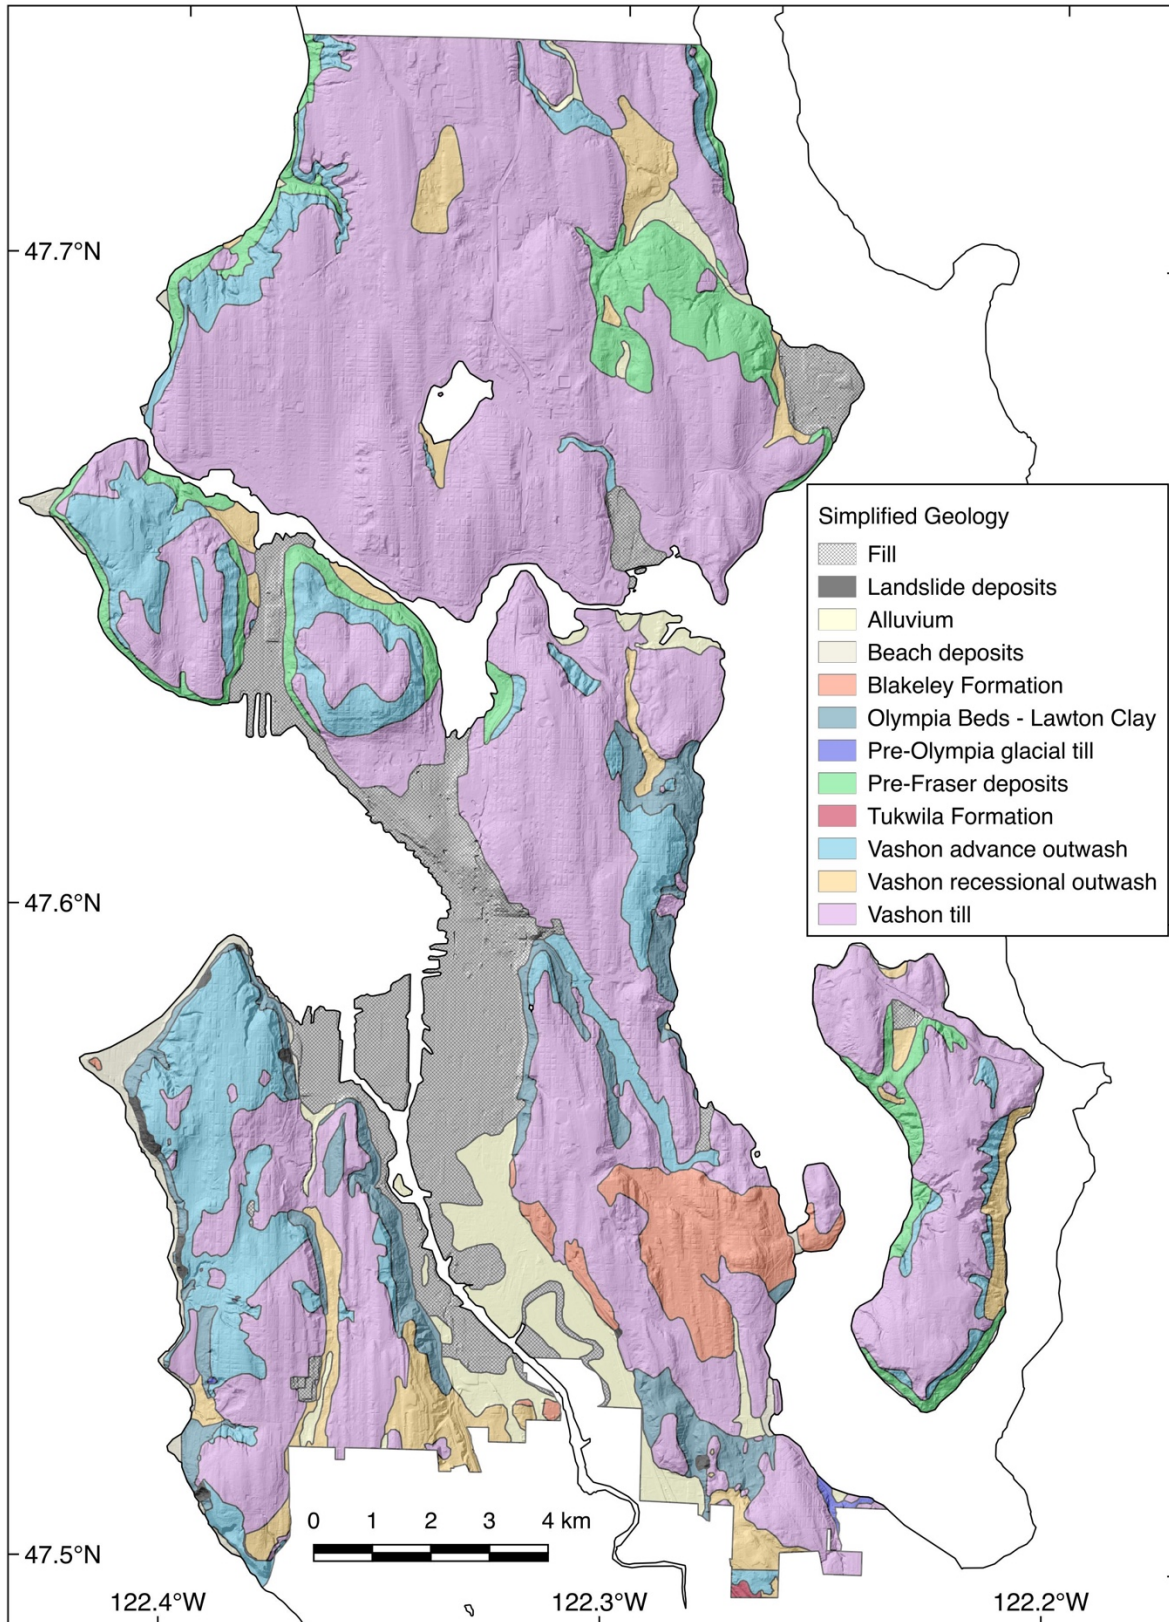 47.7°N
Simplified Geology
Fill
Landslide deposits
Alluvium
Beach deposits
Blakeley Formation
Olympia Beds - Lawton Clay
Pre-Olympia glacial till
Pre-Fraser deposits
Tukwila Formation
Vashon advance outwash
Vashon recessional outwash
Vashon till
47.6°N
0 1 2 3 4 km
47.5°N
122.4°W 122.3°W 122.2°W